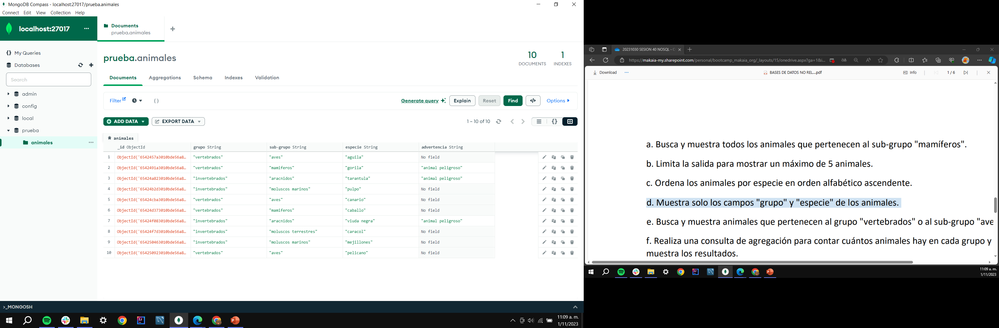 MongoDB Compass - localhost:27017/prueba.animales
Connect Edit View Collection Help
localhost:27017 ...
Documents
prueba.animales
My Queries
Databases
Search
admin
config
local
prueba
animales
prueba.animales
10
DOCUMENTS
1
INDEXES
Documents Aggregations Schema Indexes Validation
Filter {} Generate query Explain Reset Find </> Options
ADD DATA EXPORT DATA 1 – 10 of 10 {}
animales
_id ObjectId grupo String sub-grupo String especie String advertencia String
1 ObjectId('6542457a3010bde56a8… "vertebrados" "aves" "aguila" No field
2 ObjectId('6542491a3010bde56a8… "vertebrados" "mamiferos" "gorila" "animal peligroso"
3 ObjectId('65424a823010bde56a8… "invertebrados" "aracnidos" "tarantula" "animal peligroso"
4 ObjectId('65424b2d3010bde56a8… "invertebrados" "moluscos marinos" "pulpo" No field
5 ObjectId('65424cba3010bde56a8… "vertebrados" "aves" "canario" No field
6 ObjectId('65424d373010bde56a8… "vertebrados" "mamiferos" "caballo" No field
7 ObjectId('65424f083010bde56a8… "invertebrados" "aracnidos" "viuda negra" "animal peligroso"
8 ObjectId('65424f7d3010bde56a8… "invertebrados" "moluscos terrestres" "caracol" No field
9 ObjectId('654250463010bde56a8… "invertebrados" "moluscos marinos" "mejillones" No field
10 ObjectId('654250923010bde56a8… "vertebrados" "aves" "pelicano" No field
>_MONGOSH
11:09 a. m.
1/11/2023
20231030 SESION 40 NOSQL - O
https://makaia-my.sharepoint.com/personal/bootcamp_makaia_org/_layouts/15/onedrive.aspx?ga=1&i...
Download ... BASES DE DATOS NO REL....pdf Info 1 / 6
a. Busca y muestra todos los animales que pertenecen al sub-grupo "mamíferos".
b. Limita la salida para mostrar un máximo de 5 animales.
c. Ordena los animales por especie en orden alfabético ascendente.
d. Muestra solo los campos "grupo" y "especie" de los animales.
e. Busca y muestra animales que pertenecen al grupo "vertebrados" o al sub-grupo "ave
f. Realiza una consulta de agregación para contar cuántos animales hay en cada grupo y
muestra los resultados.
11:09 a. m.
1/11/2023